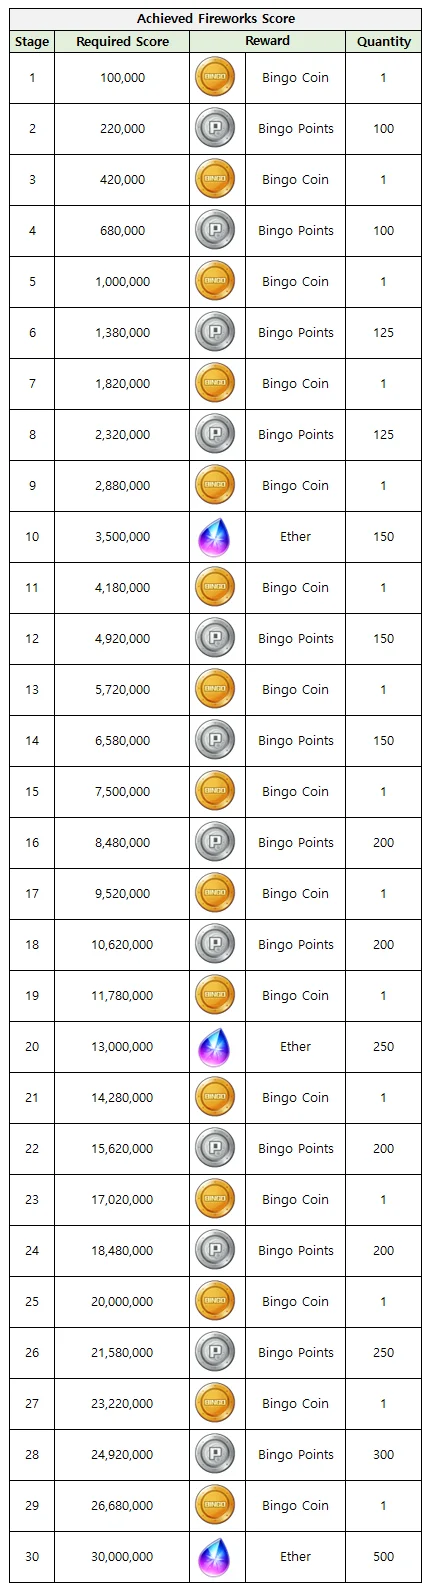 Achieved Fireworks Score
Stage Required Score Reward Quantity
1 100,000 BINGO Bingo Coin 1
2 220,000 P Bingo Points 100
3 420,000 BINGO Bingo Coin 1
4 680,000 P Bingo Points 100
5 1,000,000 BINGO Bingo Coin 1
6 1,380,000 P Bingo Points 125
7 1,820,000 BINGO Bingo Coin 1
8 2,320,000 P Bingo Points 125
9 2,880,000 BINGO Bingo Coin 1
10 3,500,000 Ether 150
11 4,180,000 BINGO Bingo Coin 1
12 4,920,000 P Bingo Points 150
13 5,720,000 BINGO Bingo Coin 1
14 6,580,000 P Bingo Points 150
15 7,500,000 BINGO Bingo Coin 1
16 8,480,000 P Bingo Points 200
17 9,520,000 BINGO Bingo Coin 1
18 10,620,000 P Bingo Points 200
19 11,780,000 BINGO Bingo Coin 1
20 13,000,000 Ether 250
21 14,280,000 BINGO Bingo Coin 1
22 15,620,000 P Bingo Points 200
23 17,020,000 BINGO Bingo Coin 1
24 18,480,000 P Bingo Points 200
25 20,000,000 BINGO Bingo Coin 1
26 21,580,000 P Bingo Points 250
27 23,220,000 BINGO Bingo Coin 1
28 24,920,000 P Bingo Points 300
29 26,680,000 BINGO Bingo Coin 1
30 30,000,000 Ether 500